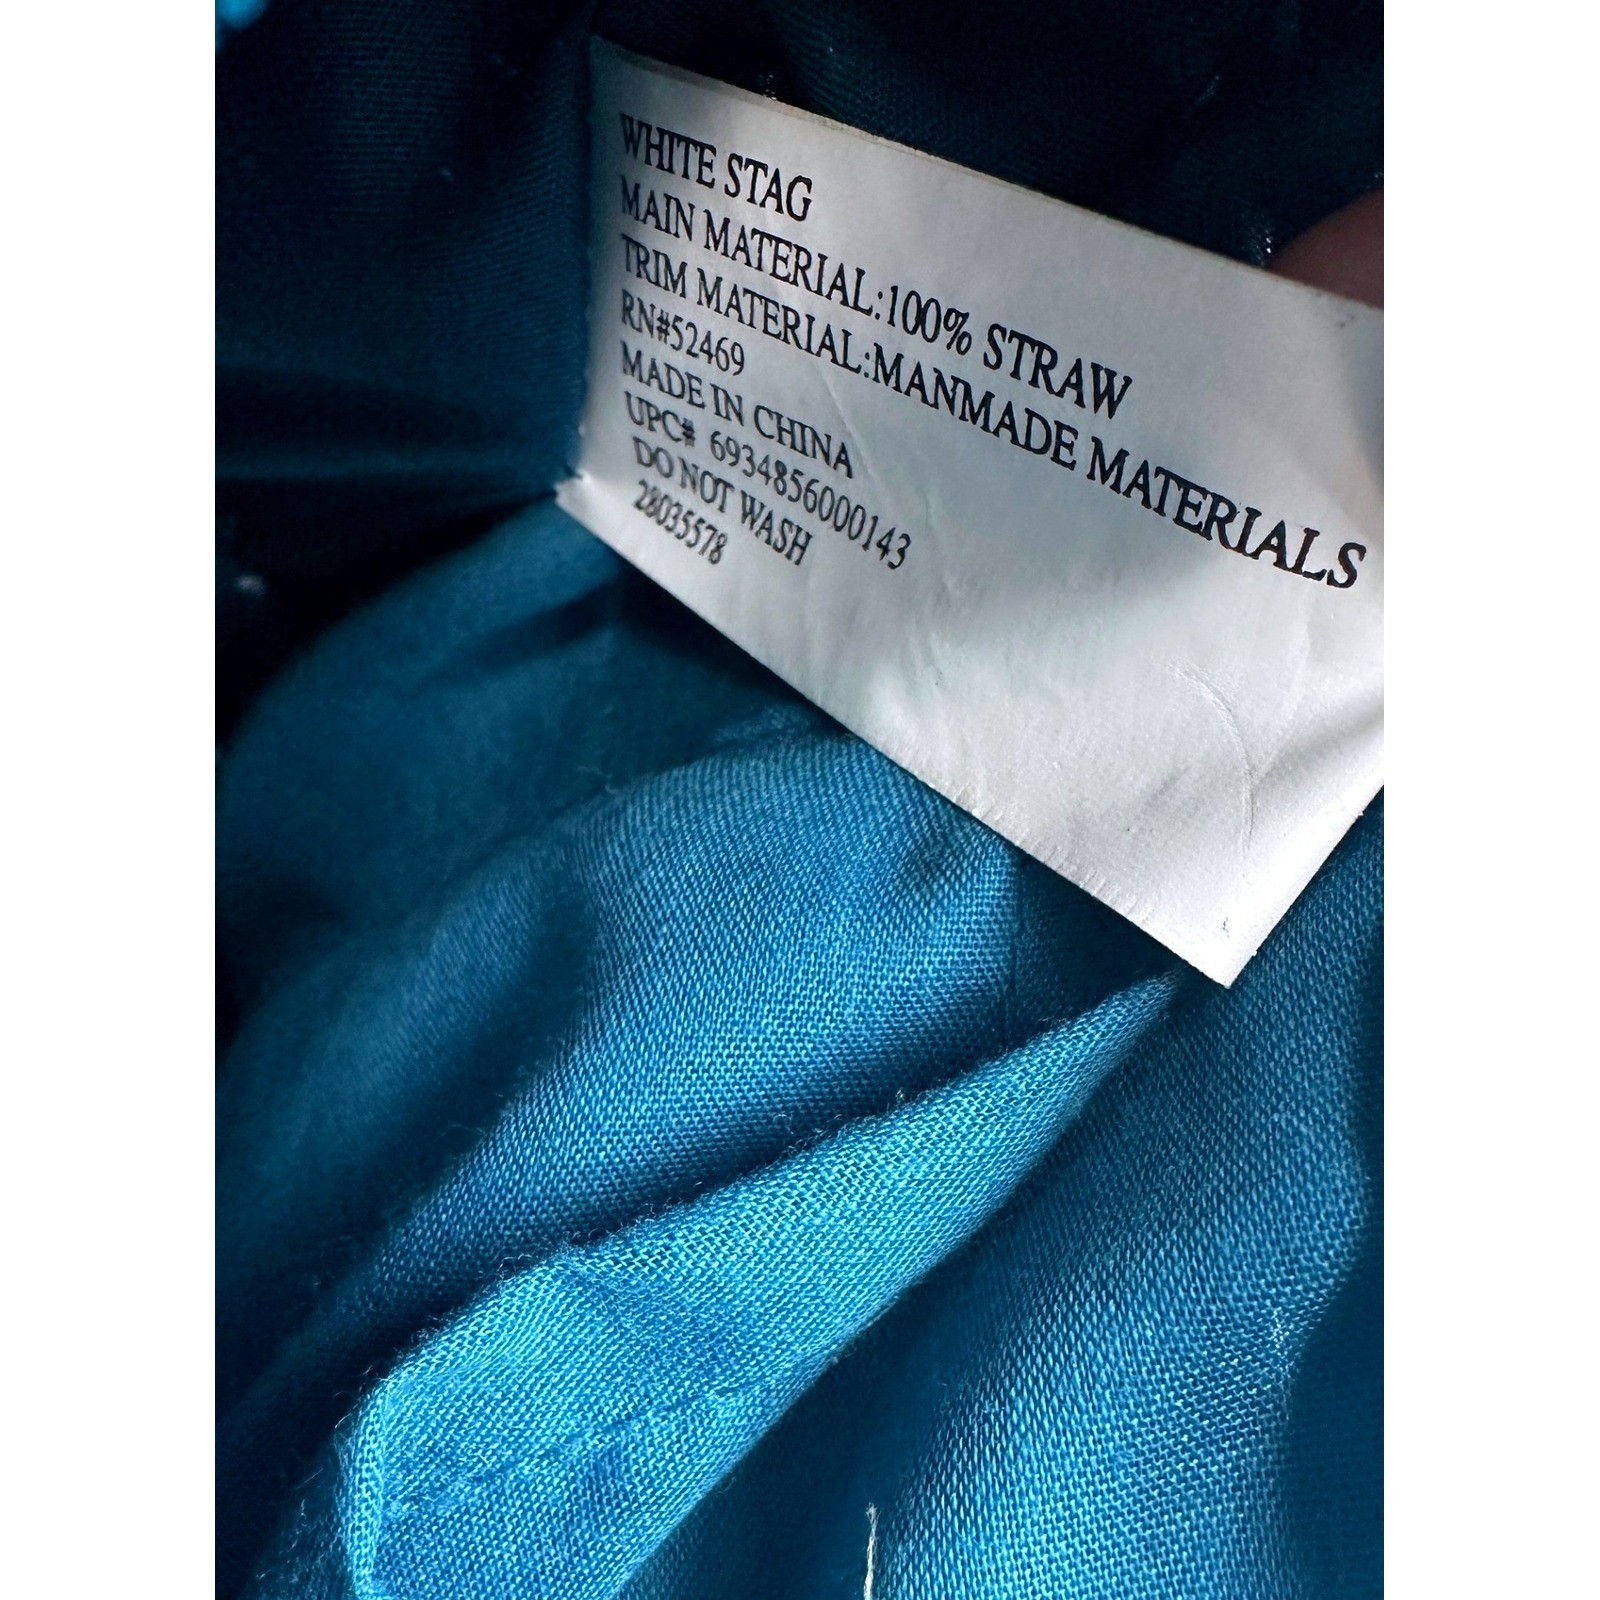 WHITE STAG
MAIN MATERIAL:100% STRAW
TRIM MATERIAL:MANMADE MATERIALS
RN#52469
MADE IN CHINA
UPC# 6934856000143
DO NOT WASH
28035578